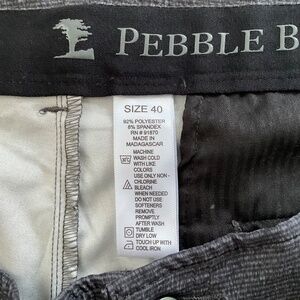 PEBBLE B
SIZE 40
92% POLYESTER
8% SPANDEX
RN # 91870
MADE IN
MADAGASCAR
MACHINE
WASH COLD
WITH LIKE
COLORS
USE ONLY NON -
CHLORINE
BLEACH
WHEN NEEDED
DO NOT USE
SOFTENERS
REMOVE
PROMPTLY
AFTER WASH
TUMBLE
DRY LOW
TOUCH UP WITH
COOL IRON